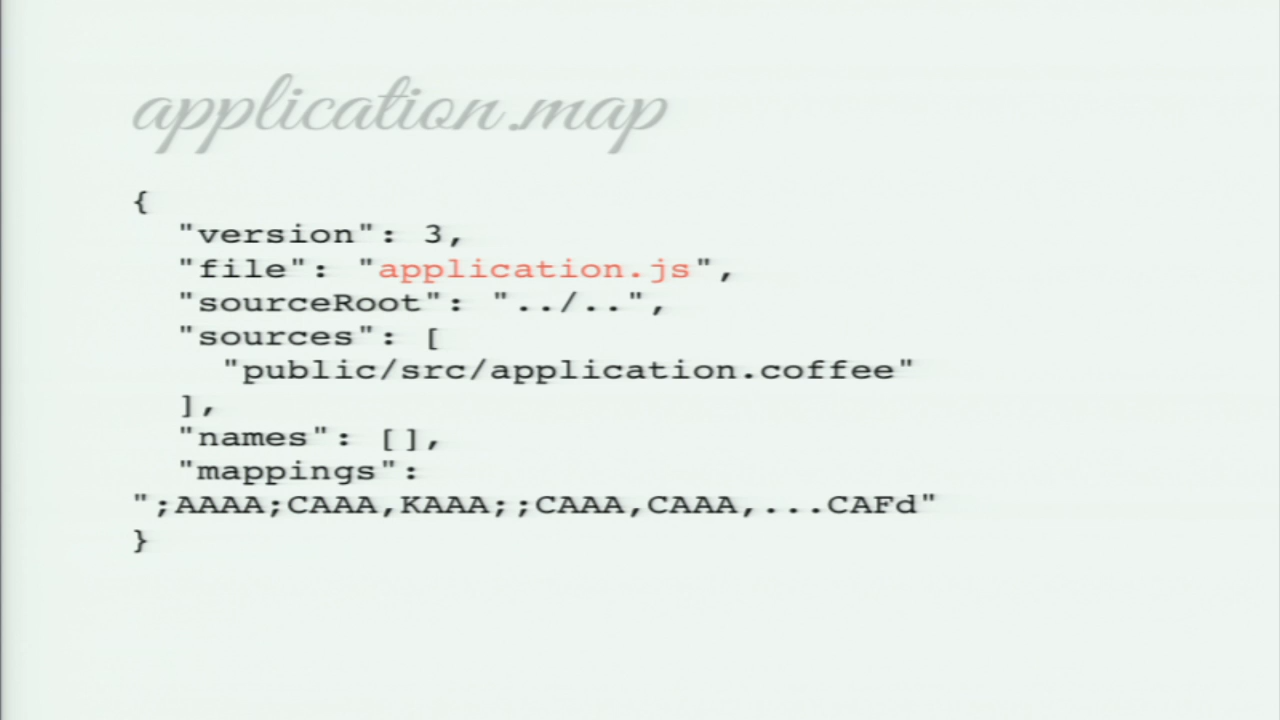 application.map
{
"version": 3,
"file": "application.js",
"sourceRoot": "../..",
"sources": [
"public/src/application.coffee"
],
"names": [],
"mappings":
";AAAA;CAAA,KAAA;;CAAA,CAAA,...CAFd"
}